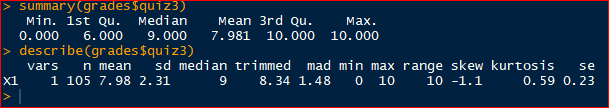 > summary(grades$quiz3)
Min. 1st Qu. Median Mean 3rd Qu. Max.
0.000 6.000 9.000 7.981 10.000 10.000
> describe(grades$quiz3)
vars n mean sd median trimmed mad min max range skew kurtosis se
X1 1 105 7.98 2.31 9 8.34 1.48 0 10 10 -1.1 0.59 0.23
>